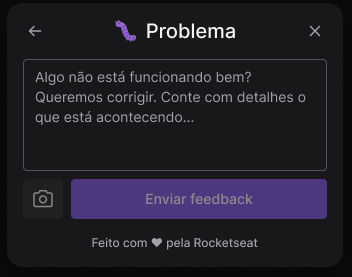 Problema
Algo não está funcionando bem?
Queremos corrigir. Conte com detalhes o
que está acontecendo...
Enviar feedback
Feito com ♥ pela Rocketseat